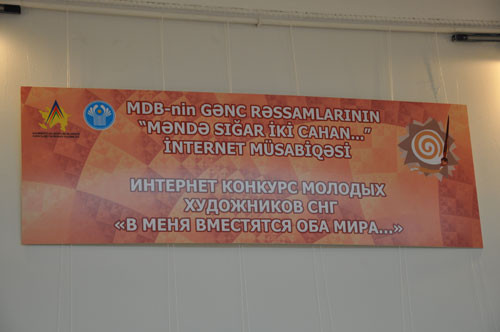 MDB-nin GƏNC RƏSSAMLARININ
“MƏNDƏ SIĞAR İKİ CAHAN...”
İNTERNET MÜSABİQƏSİ
ИНТЕРНЕТ КОНКУРС МОЛОДЫХ
ХУДОЖНИКОВ СНГ
«В МЕНЯ ВМЕСТЯТСЯ ОБА МИРА...»